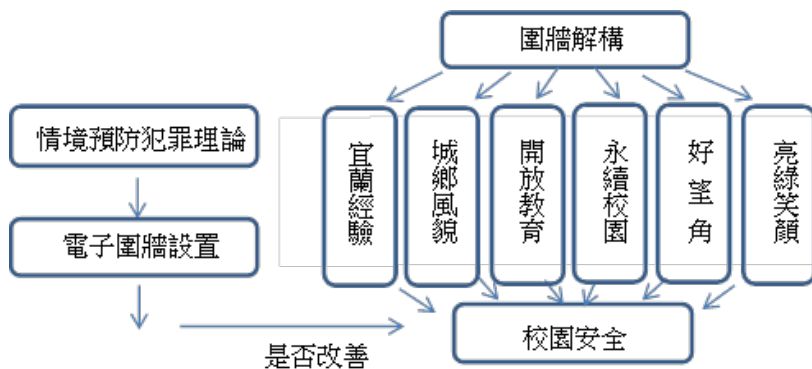 圍牆解構
情境預防犯罪理論
電子圍牆設置
宜蘭經驗
城鄉風貌
開放教育
永續校園
好望角
亮綠笑顏
校園安全
是否改善